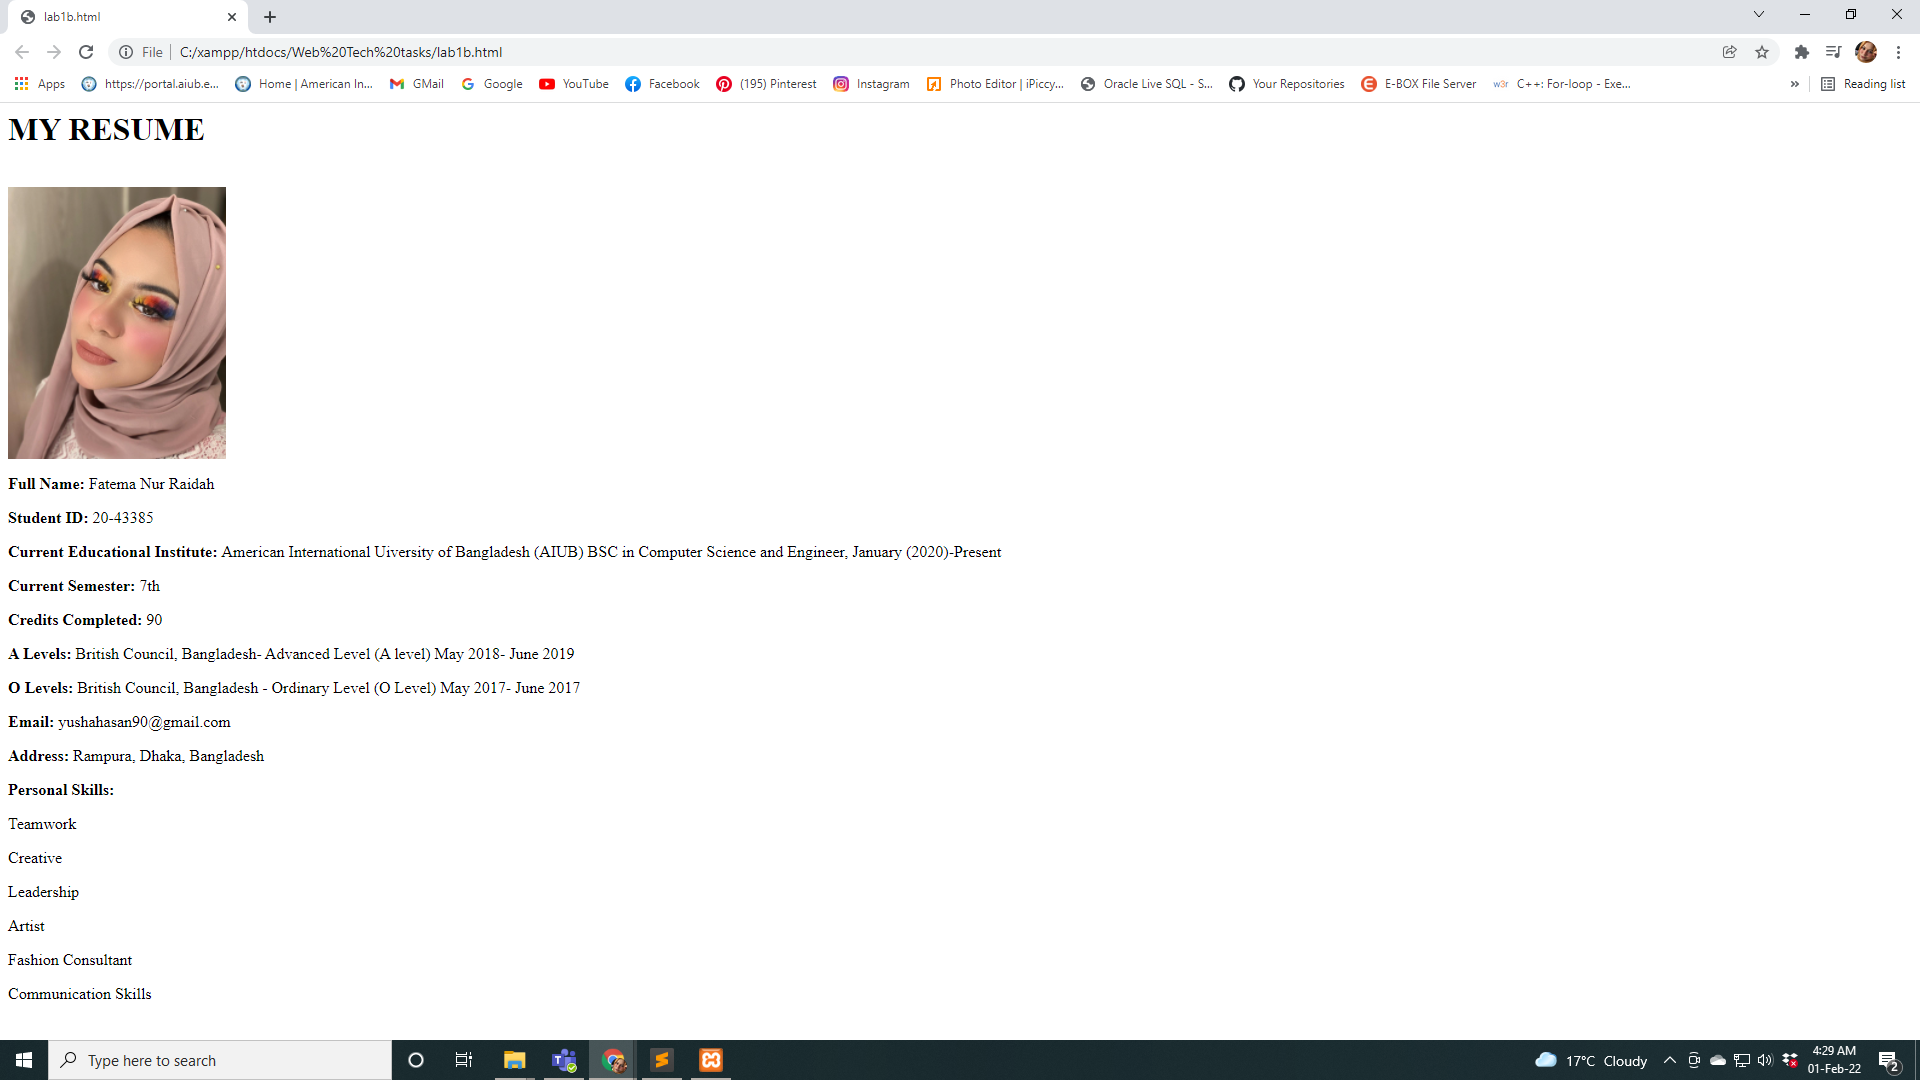 lab1b.html
File
C:/xampp/htdocs/Web%20Tech%20tasks/lab1b.html
Apps
https://portal.aiub.e...
Home | American In...
GMail
Google
YouTube
Facebook
(195) Pinterest
Instagram
Photo Editor | iPiccy...
Oracle Live SQL - S...
Your Repositories
E-BOX File Server
w3r
C++: For-loop - Exe...
»
Reading list
MY RESUME
Full Name: Fatema Nur Raidah
Student ID: 20-43385
Current Educational Institute: American International Uiversity of Bangladesh (AIUB) BSC in Computer Science and Engineer, January (2020)-Present
Current Semester: 7th
Credits Completed: 90
A Levels: British Council, Bangladesh- Advanced Level (A level) May 2018- June 2019
O Levels: British Council, Bangladesh - Ordinary Level (O Level) May 2017- June 2017
Email: yushahasan90@gmail.com
Address: Rampura, Dhaka, Bangladesh
Personal Skills:
Teamwork
Creative
Leadership
Artist
Fashion Consultant
Communication Skills
Type here to search
17°C Cloudy
4:29 AM
01-Feb-22
2